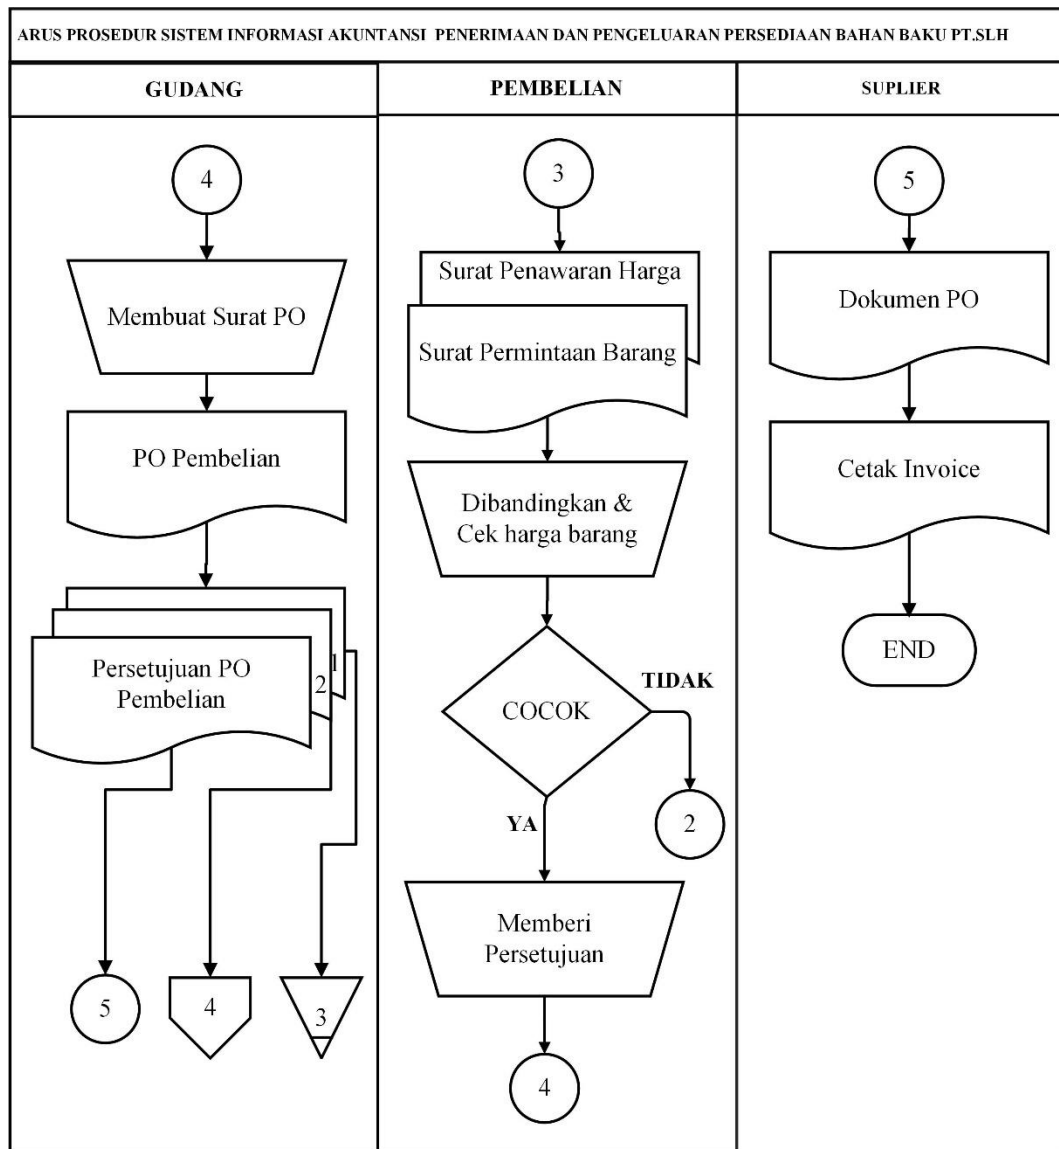 ARUS PROSEDUR SISTEM INFORMASI AKUNTANSI PENERIMAAN DAN PENGELUARAN PERSEDIAAN BAHAN BAKU PT.SLH
GUDANG
PEMBELIAN
SUPLIER
4
Membuat Surat PO
PO Pembelian
1
2
Persetujuan PO
Pembelian
5
4
3
3
Surat Penawaran Harga
Surat Permintaan Barang
Dibandingkan &
Cek harga barang
COCOK
TIDAK
2
YA
Memberi
Persetujuan
4
5
Dokumen PO
Cetak Invoice
END